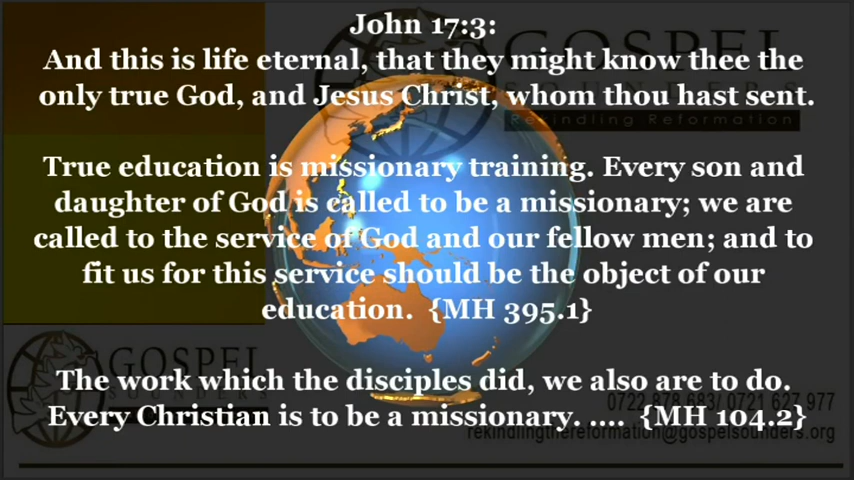 John 17:3:
And this is life eternal, that they might know thee the
only true God, and Jesus Christ, whom thou hast sent.
True education is missionary training. Every son and
daughter of God is called to be a missionary; we are
called to the service of God and our fellow men; and to
fit us for this service should be the object of our
education. {MH 395.1}
The work which the disciples did, we also are to do.
Every Christian is to be a missionary. .... {MH 104.2}
GOSPEL
SOUNDERS
Rekindling Reformation
GOSPEL
SOUNDERS
0722 878 683/ 0721 627 977
rekindlingthereformation@gospelsounders.org